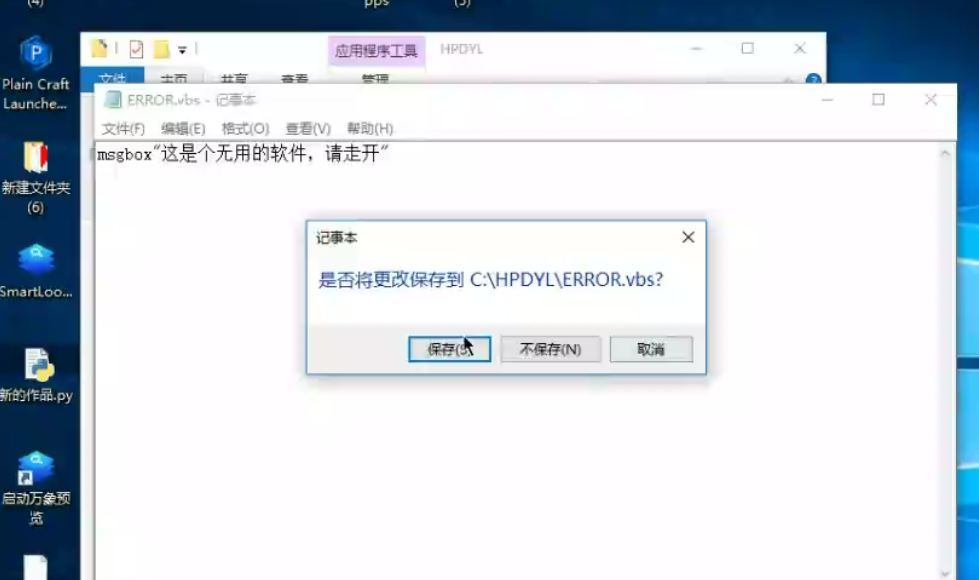 (4)
pps
(5)
Plain Craft
Launche...
新建文件夹
(6)
SmartLoo...
新的作品.py
启动万象预
览
应用程序工具
HPDYL
文件
主页
共享
查看
管理
ERROR.vbs - 记事本
文件(F) 编辑(E) 格式(O) 查看(V) 帮助(H)
msgbox"这是个无用的软件，请走开"
记事本
是否将更改保存到 C:\HPDYL\ERROR.vbs?
保存(S)
不保存(N)
取消